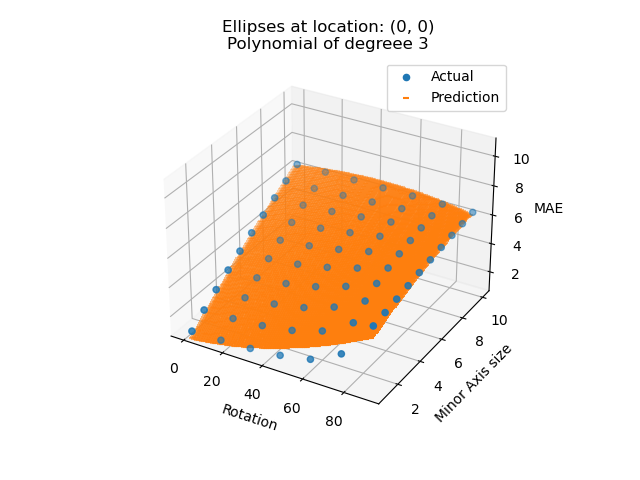 Ellipses at location: (0, 0)
Polynomial of degreee 3
Actual
Prediction
10
8
6
4
2
MAE
10
8
6
4
2
Minor Axis size
0
20
40
60
80
Rotation